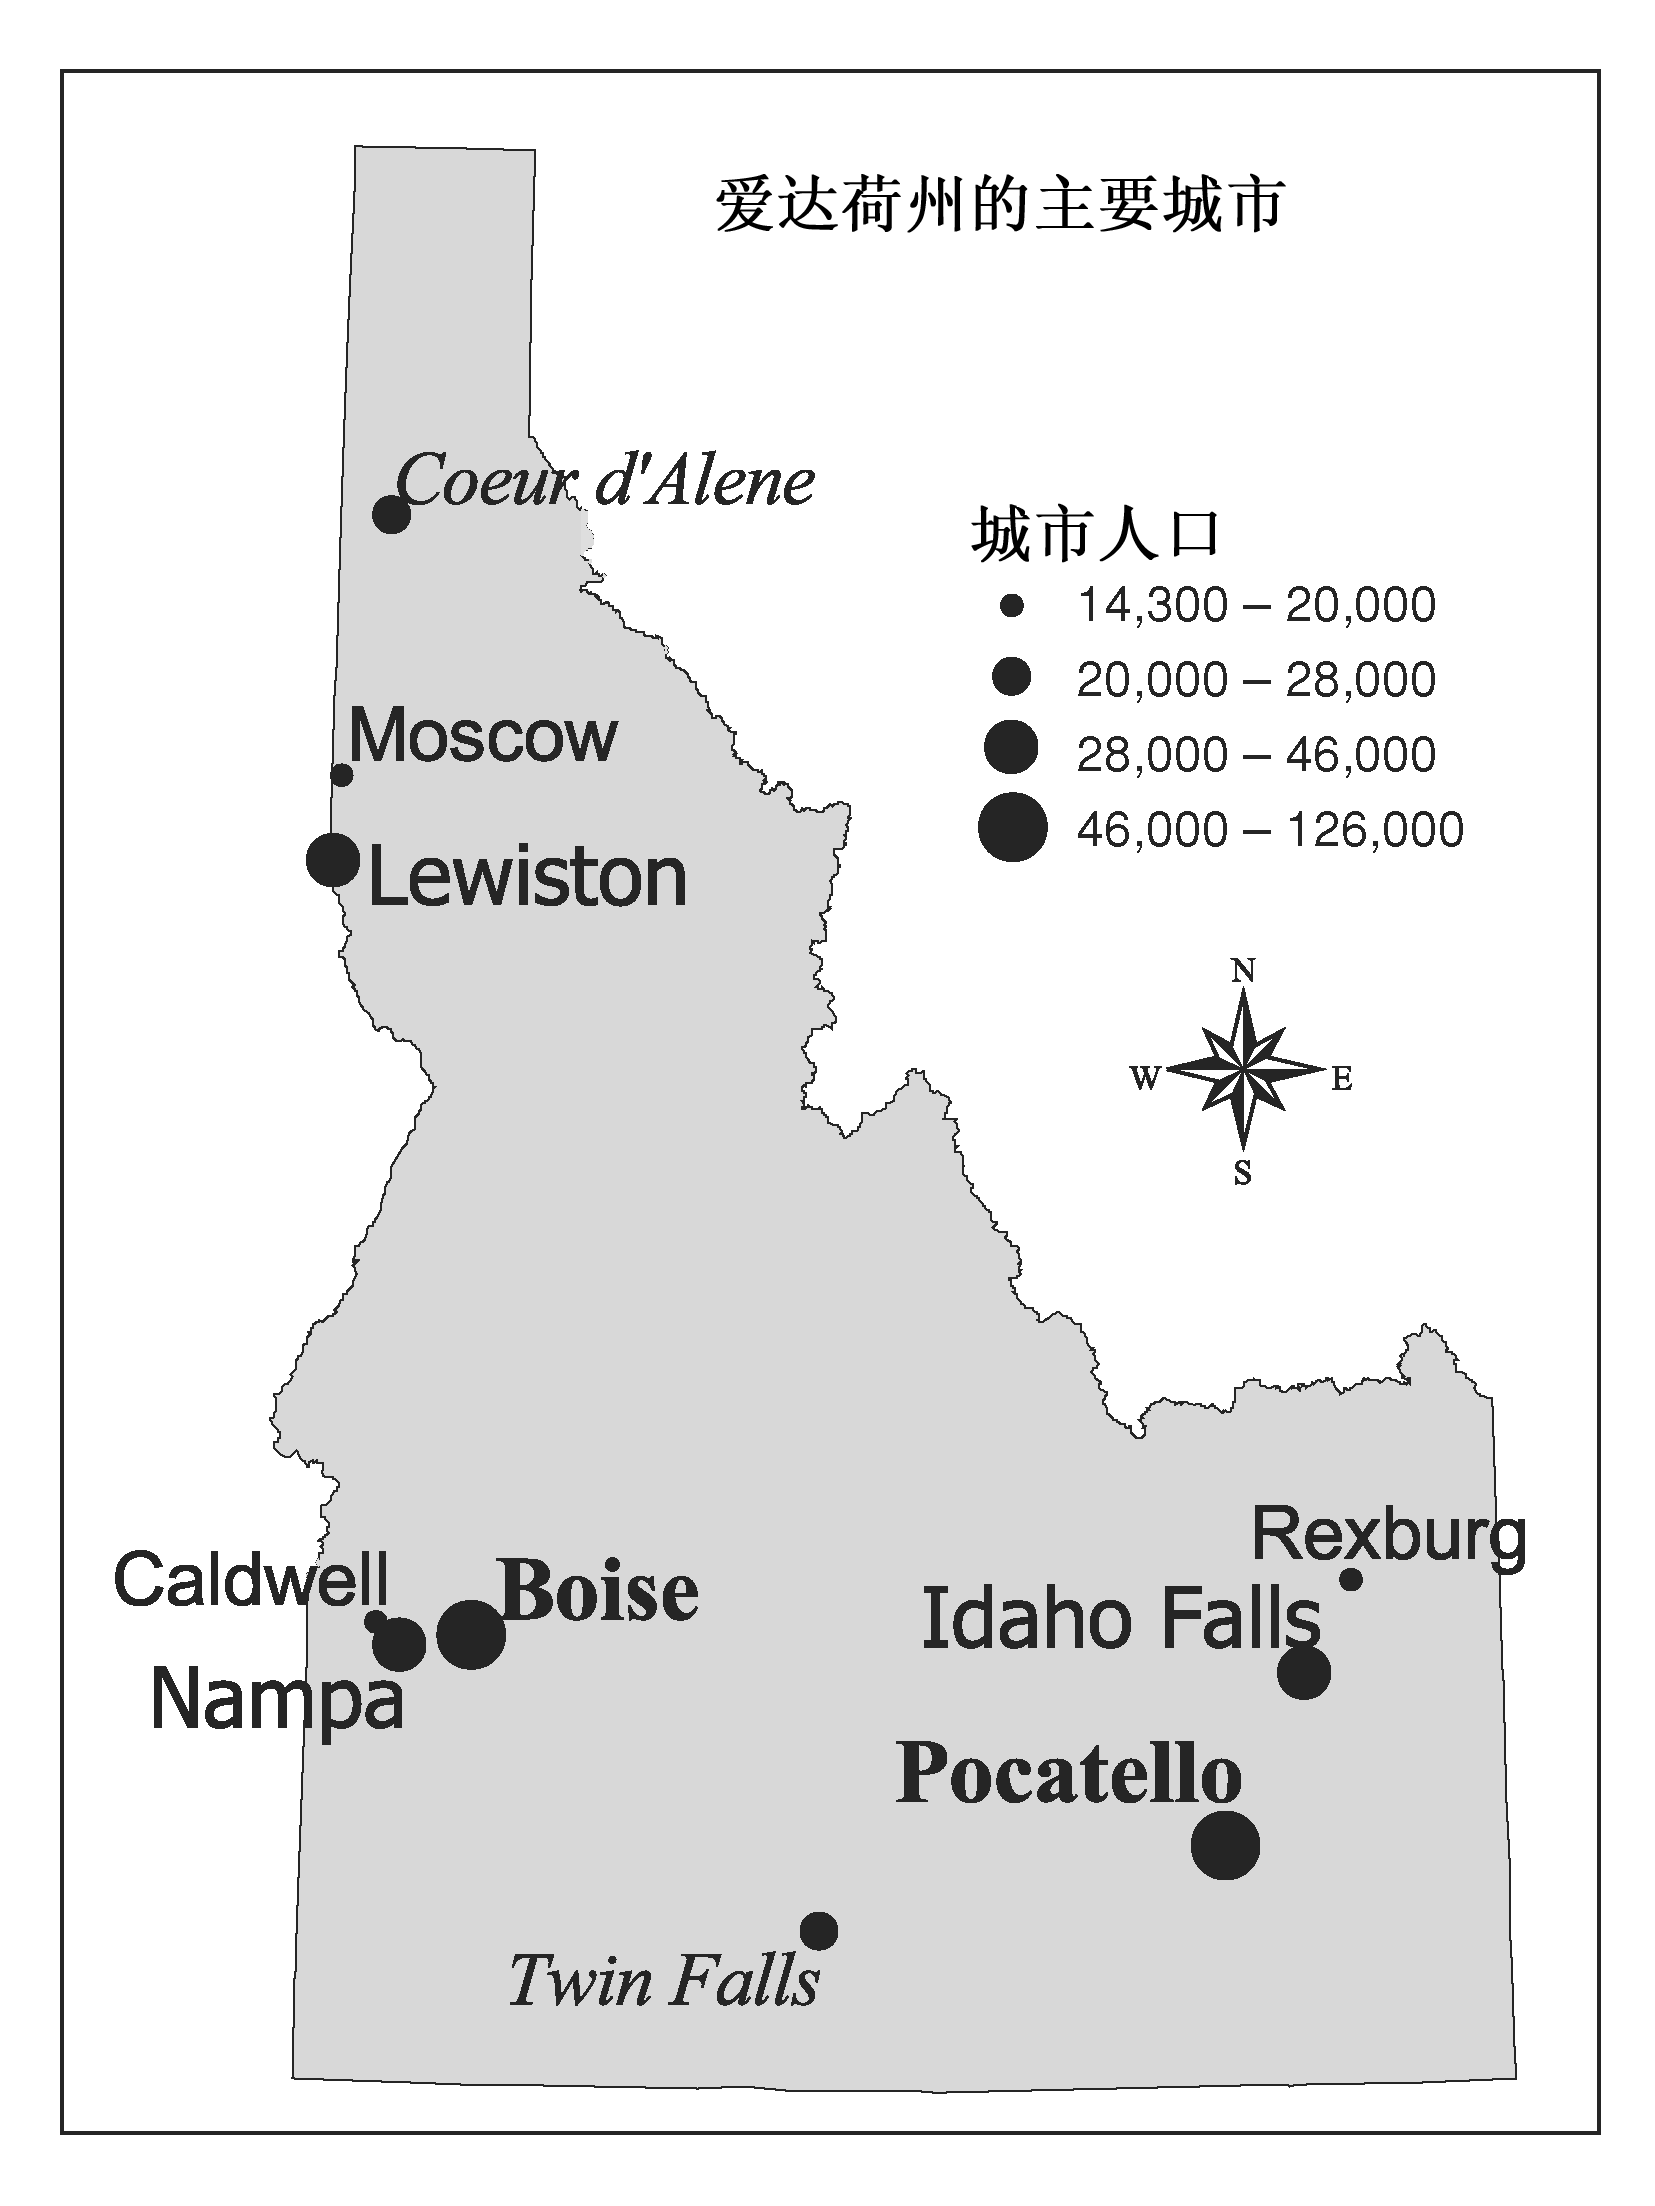 爱达荷州的主要城市
Coeur d'Alene
城市人口
14,300 – 20,000
20,000 – 28,000
28,000 – 46,000
46,000 – 126,000
Moscow
Lewiston
N
W
E
S
Rexburg
Caldwell
Boise
Idaho Falls
Nampa
Pocatello
Twin Falls